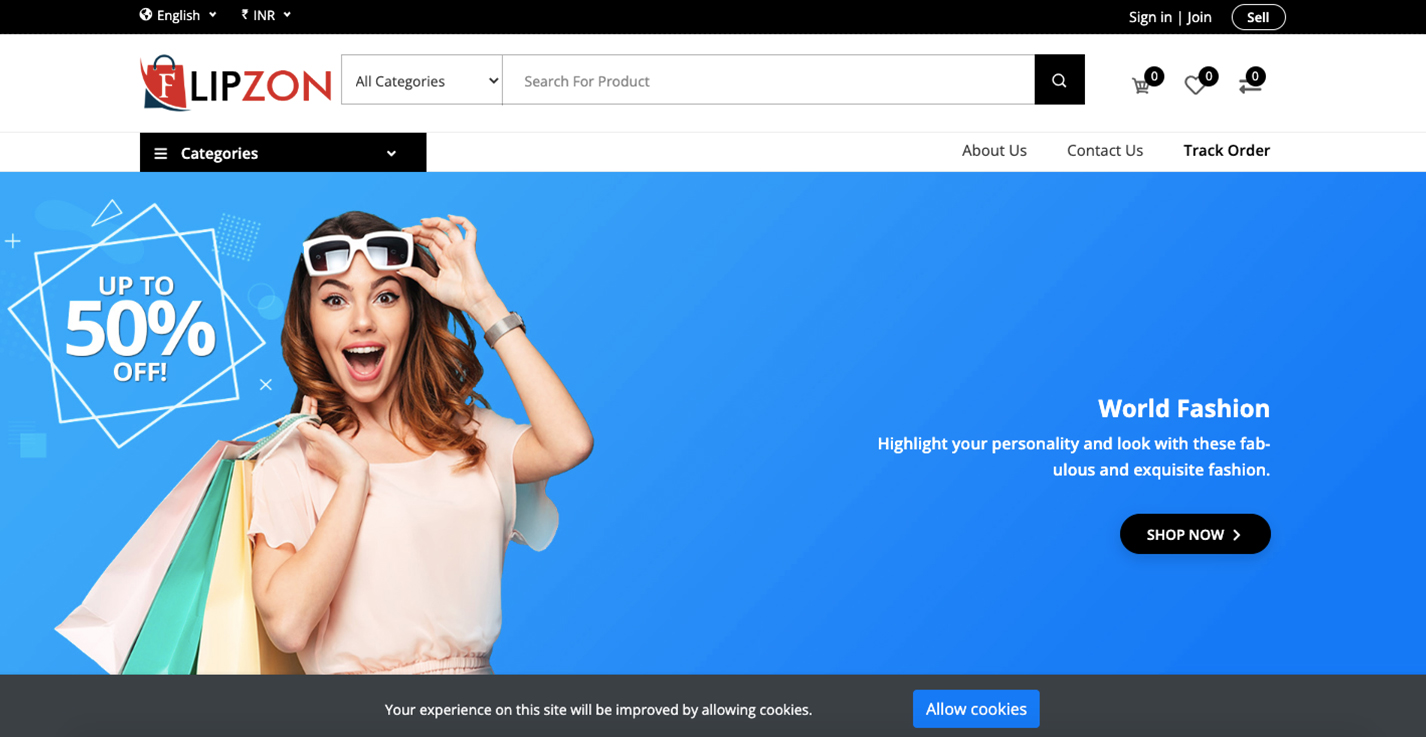 English
₹ INR
Sign in | Join
Sell
FLIPZON
All Categories
Search For Product
0
0
0
Categories
About Us
Contact Us
Track Order
UP TO
50%
OFF!
World Fashion
Highlight your personality and look with these fab-
ulous and exquisite fashion.
SHOP NOW
Your experience on this site will be improved by allowing cookies.
Allow cookies